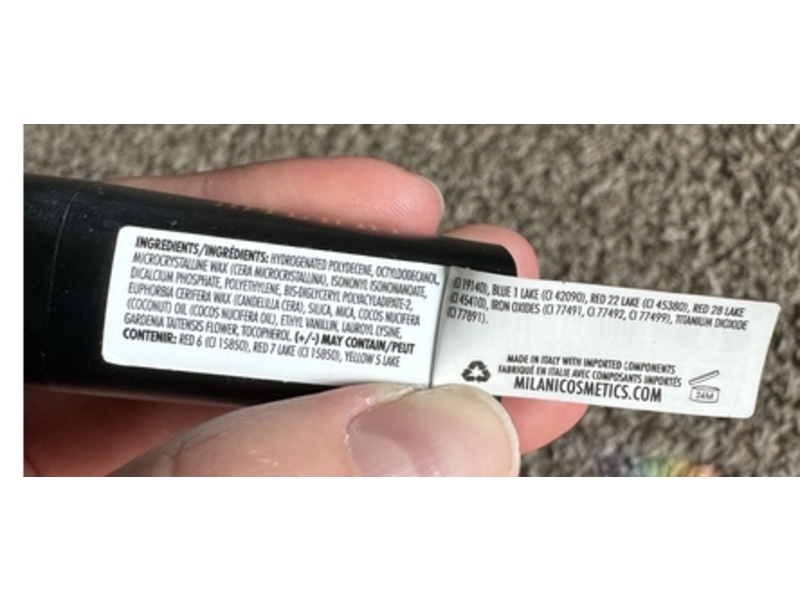 INGREDIENTS/INGRÉDIENTS: HYDROGENATED POLYDECENE, OCTYLDODECANOL,
MICROCRYSTALLINE WAX (CERA MICROCRISTALLINA), ISONONYL ISONONANOATE,
DICALCIUM PHOSPHATE, POLYETHYLENE, BIS-DIGLYCERYL POLYACYLADIPATE-2,
EUPHORBIA CERIFERA WAX (CANDELILLA CERA), SILICA, MICA, COCOS NUCIFERA
(COCONUT) OIL (COCOS NUCIFERA OIL), ETHYL VANILLIN, LAUROYL LYSINE,
GARDENIA TAITENSIS FLOWER, TOCOPHEROL. (+/-) MAY CONTAIN/PEUT
CONTENIR: RED 6 (CI 15850), RED 7 LAKE (CI 15850), YELLOW 5 LAKE
(CI 19140), BLUE 1 LAKE (CI 42090), RED 22 LAKE (CI 45380), RED 28 LAKE
(CI 45410), IRON OXIDES (CI 77491, CI 77492, CI 77499), TITANIUM DIOXIDE
(CI 77891).
MADE IN ITALY WITH IMPORTED COMPONENTS
FABRIQUÉ EN ITALIE AVEC COMPOSANTS IMPORTÉS
MILANICOSMETICS.COM
24M